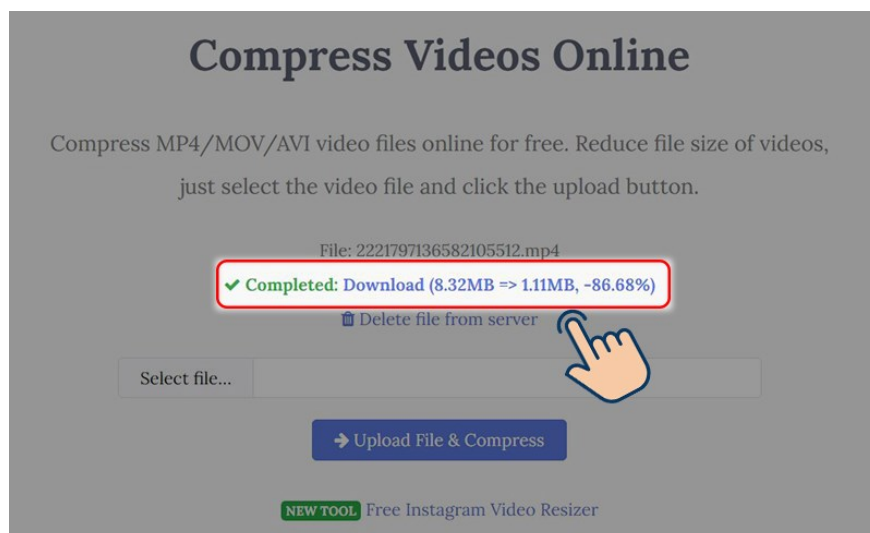 Compress Videos Online
Compress MP4/MOV/AVI video files online for free. Reduce file size of videos,
just select the video file and click the upload button.
File: 2221797136582105512.mp4
✔ Completed: Download (8.32MB => 1.11MB, -86.68%)
Delete file from server
Select file...
➔ Upload File & Compress
NEW TOOL Free Instagram Video Resizer